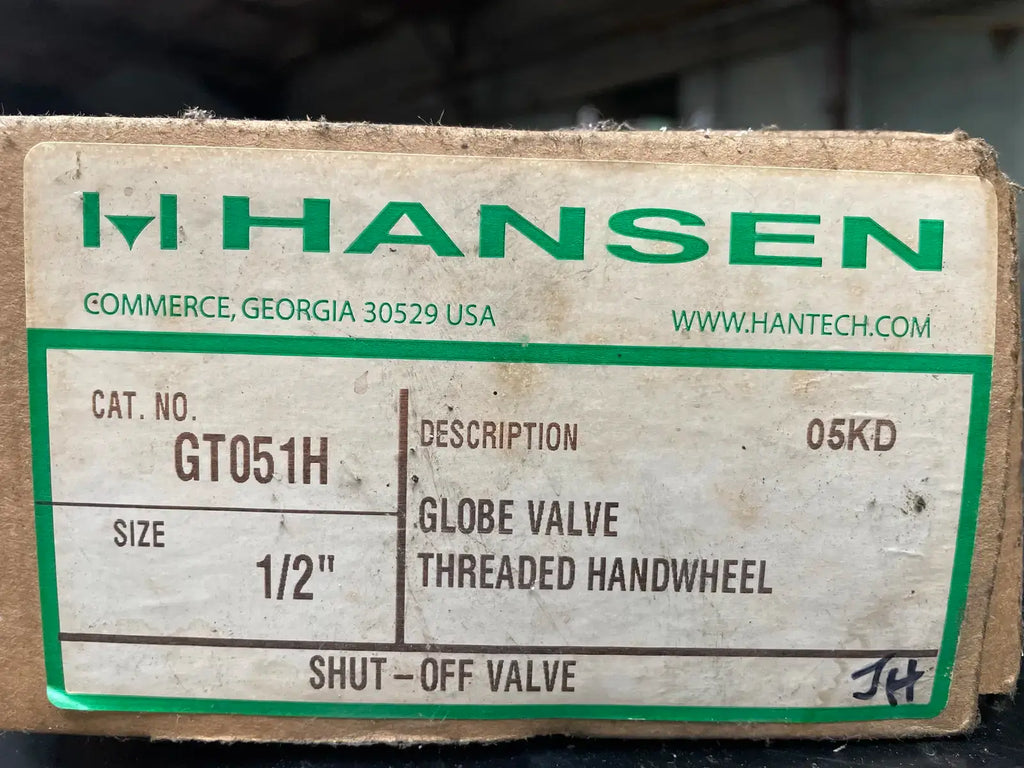 HANSEN
COMMERCE, GEORGIA 30529 USA
WWW.HANTECH.COM
CAT. NO.
GT051H
SIZE
1/2"
DESCRIPTION
05KD
GLOBE VALVE
THREADED HANDWHEEL
SHUT-OFF VALVE
JH